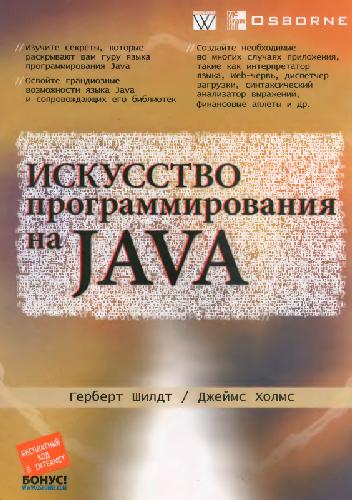 W
OSBORNE
Изучите секреты, которые
раскрывают вам гуру языка
программирования Java
Освойте грандиозные
возможности языка Java
и сопровождающих его библиотек
Создайте необходимые
во многих случаях приложения,
такие как интерпретатор
языка, Web-червь, диспетчер
загрузки, синтаксический
анализатор выражений,
финансовые аплеты и др.
ИСКУССТВО
программирования
на JAVA
Герберт Шилдт / Джеймс Холмс
БЕСПЛАТНЫЙ
КОД
В INTERNET
БОНУС!